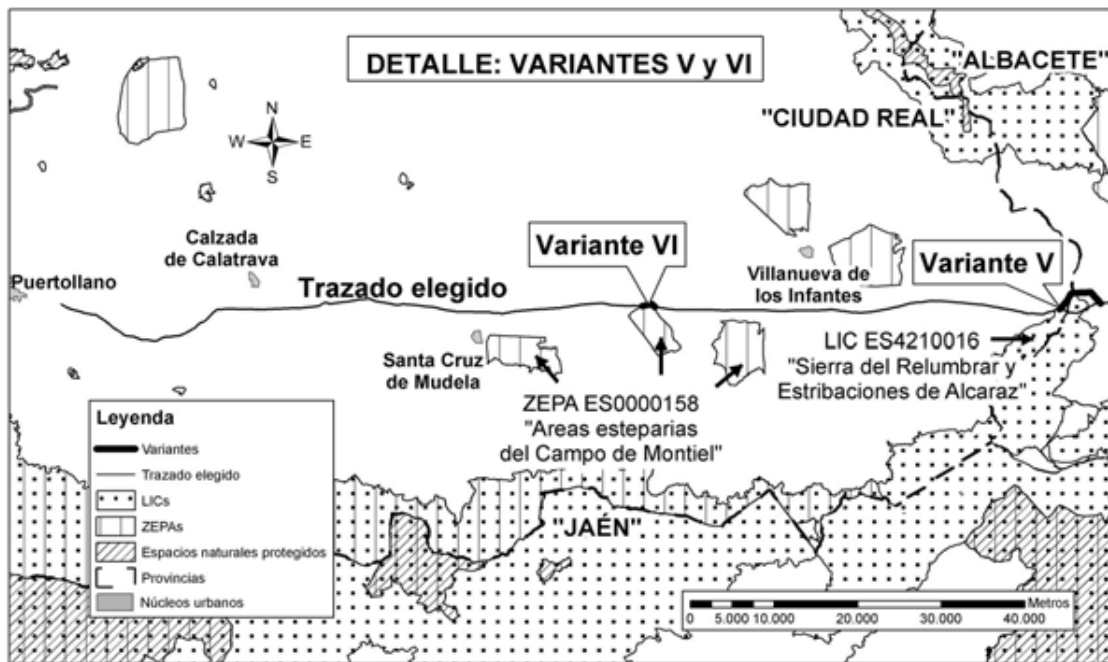 DETALLE: VARIANTES V y VI
"ALBACETE"
"CIUDAD REAL"
N
W E
S
Calzada
de Calatrava
Puertollano
Trazado elegido
Variante VI
Villanueva de
los Infantes
Variante V
Santa Cruz
de Mudela
LIC ES4210016
"Sierra del Relumbrar y
Estribaciones de Alcaraz"
ZEPA ES0000158
"Areas esteparias
del Campo de Montiel"
"JAÉN"
Leyenda
Variantes
Trazado elegido
LICs
ZEPAs
Espacios naturales protegidos
Provincias
Núcleos urbanos
Metros
0 5.000 10.000 20.000 30.000 40.000